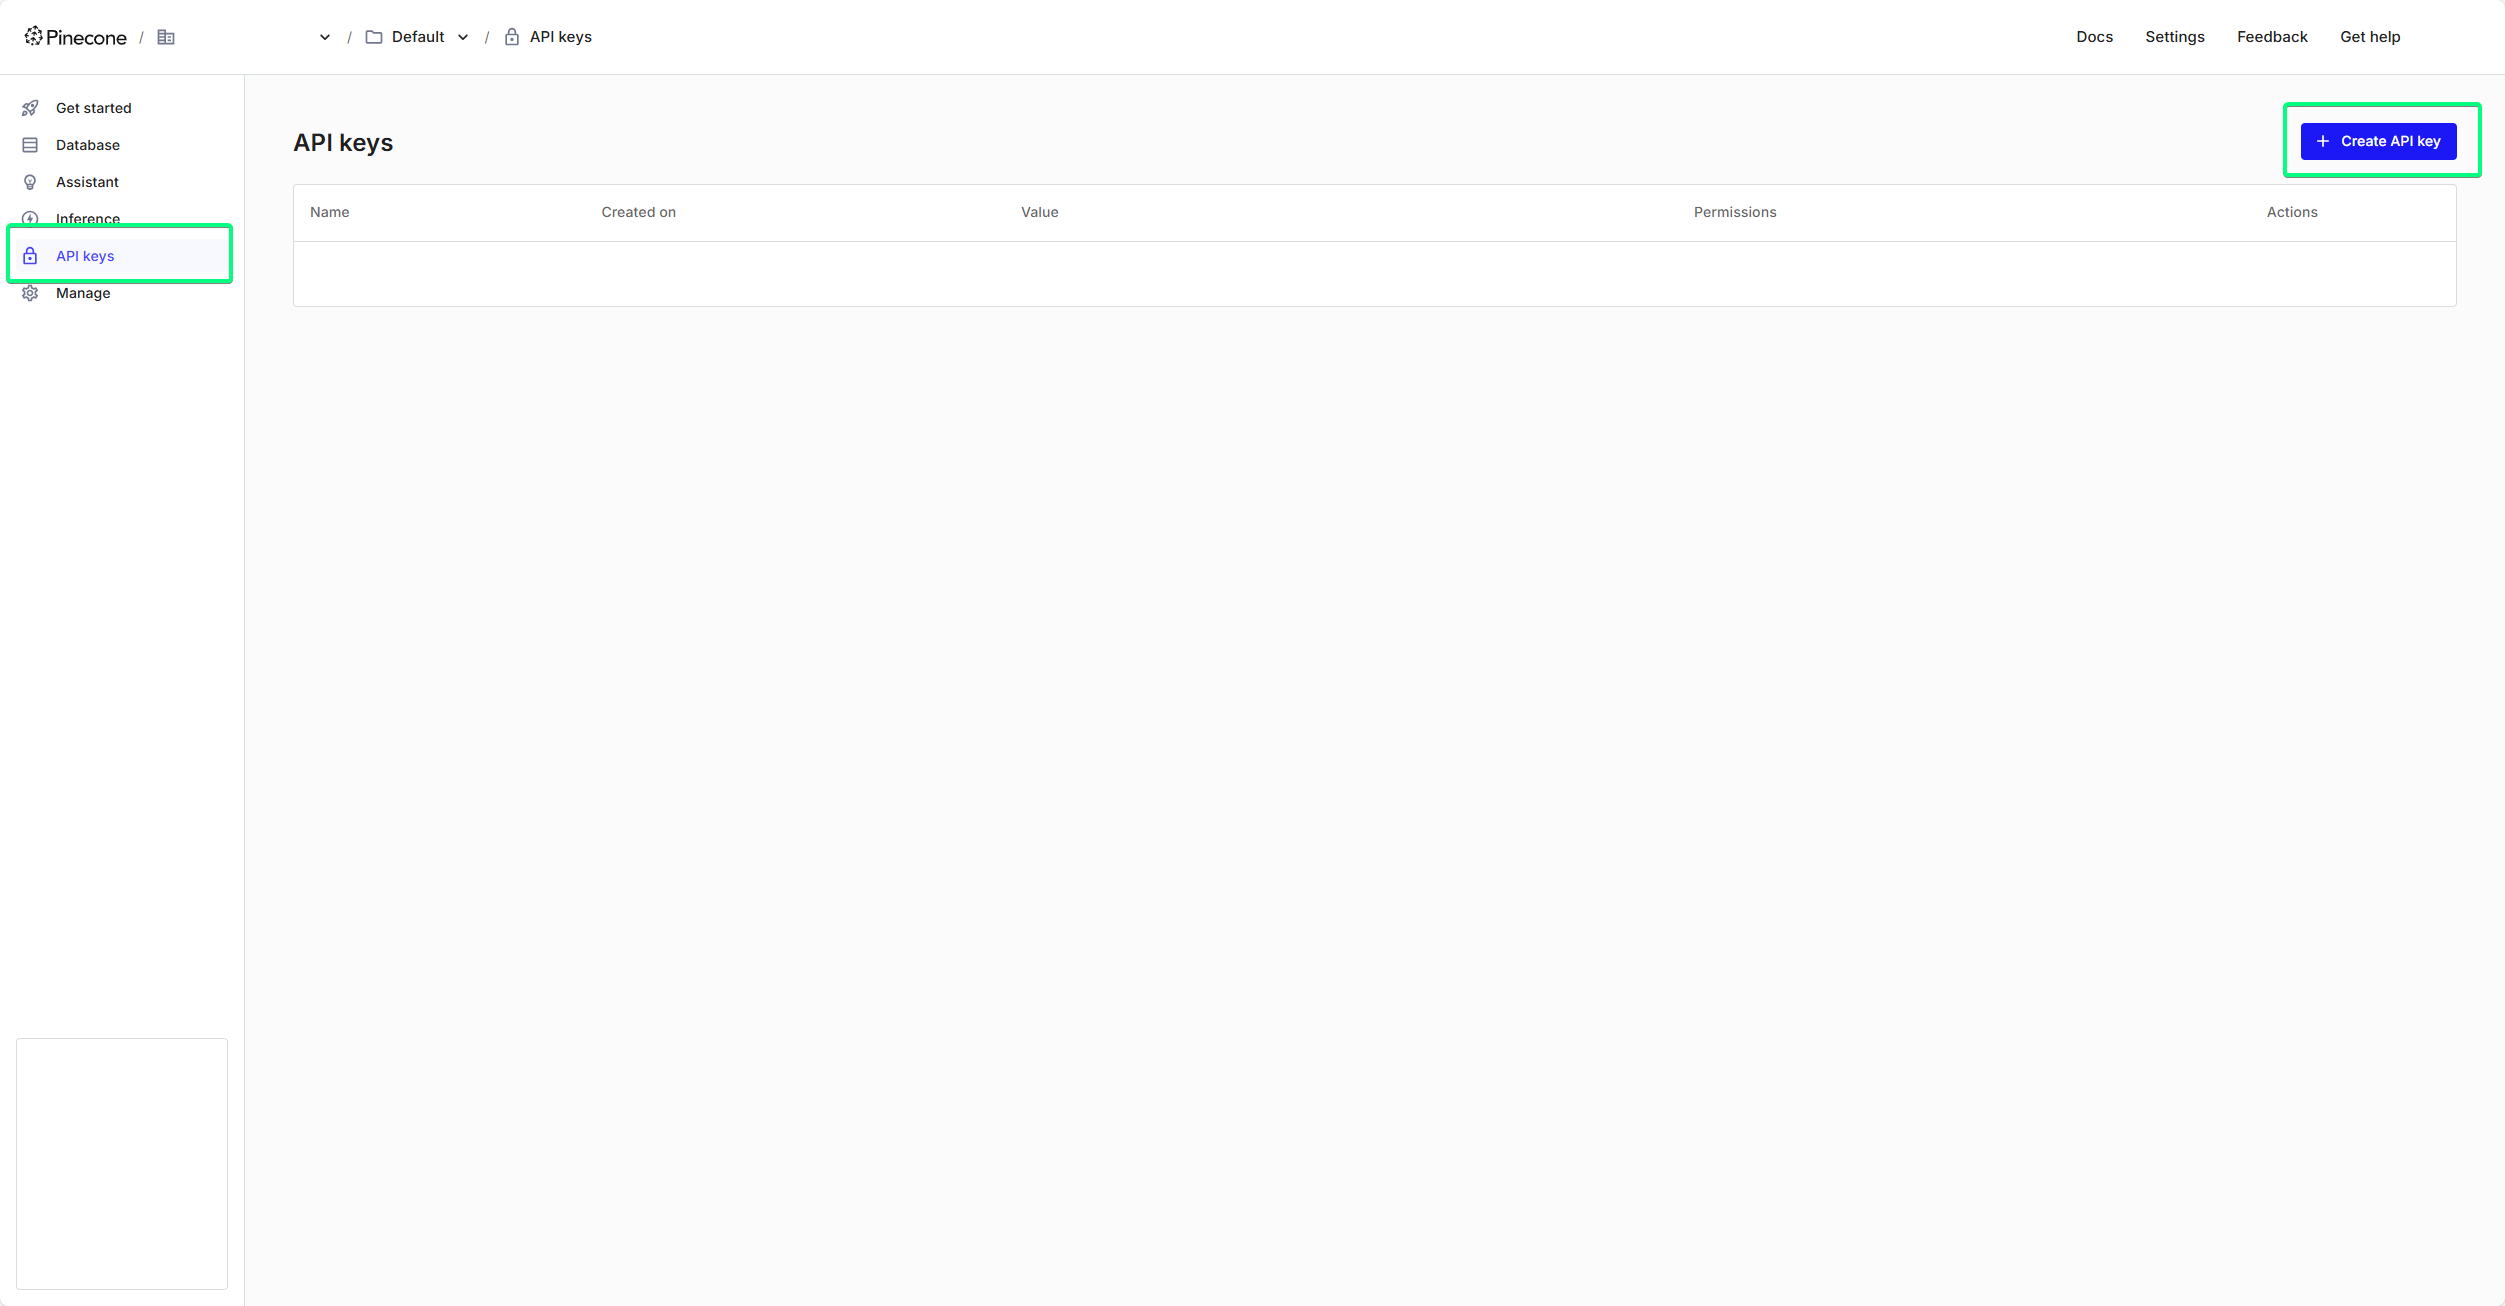 Pinecone / / Default / API keys Docs Settings Feedback Get help
Get started
Database
Assistant
Inference
API keys
Manage
API keys
+ Create API key
Name Created on Value Permissions Actions